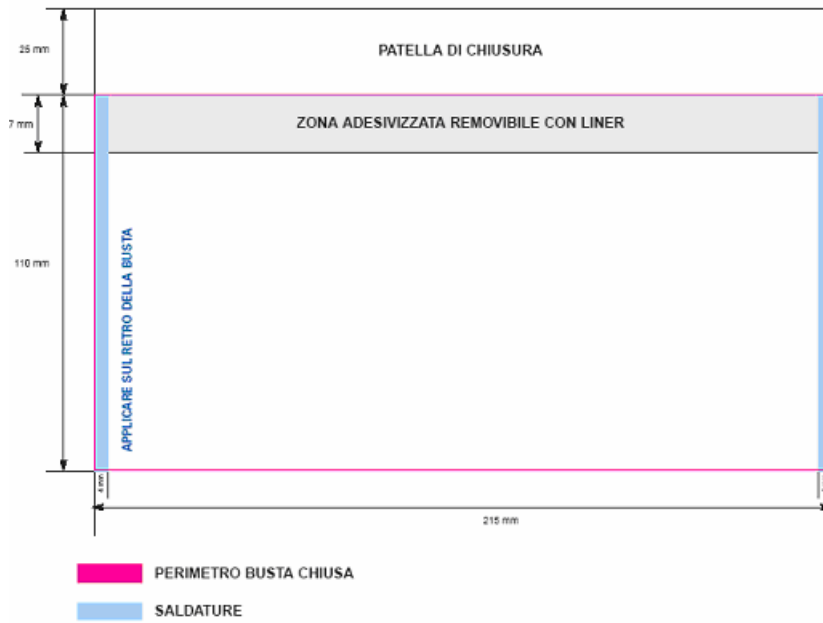 25 mm
PATELLA DI CHIUSURA
7 mm
ZONA ADESIVIZZATA REMOVIBILE CON LINER
110 mm
APPLICARE SUL RETRO DELLA BUSTA
4 mm
215 mm
PERIMETRO BUSTA CHIUSA
SALDATURE